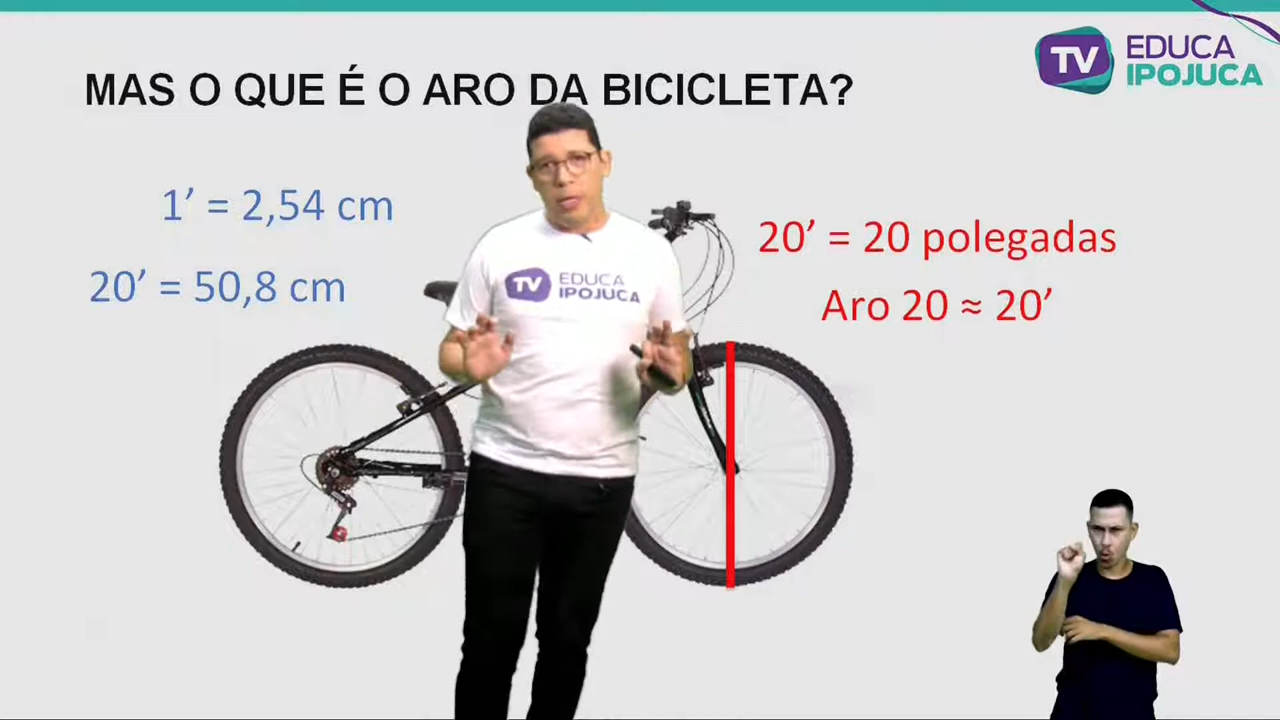 TV EDUCA
IPOJUCA
MAS O QUE É O ARO DA BICICLETA?
1’ = 2,54 cm
20’ = 50,8 cm
20’ = 20 polegadas
Aro 20 ≈ 20’
TV EDUCA
IPOJUCA